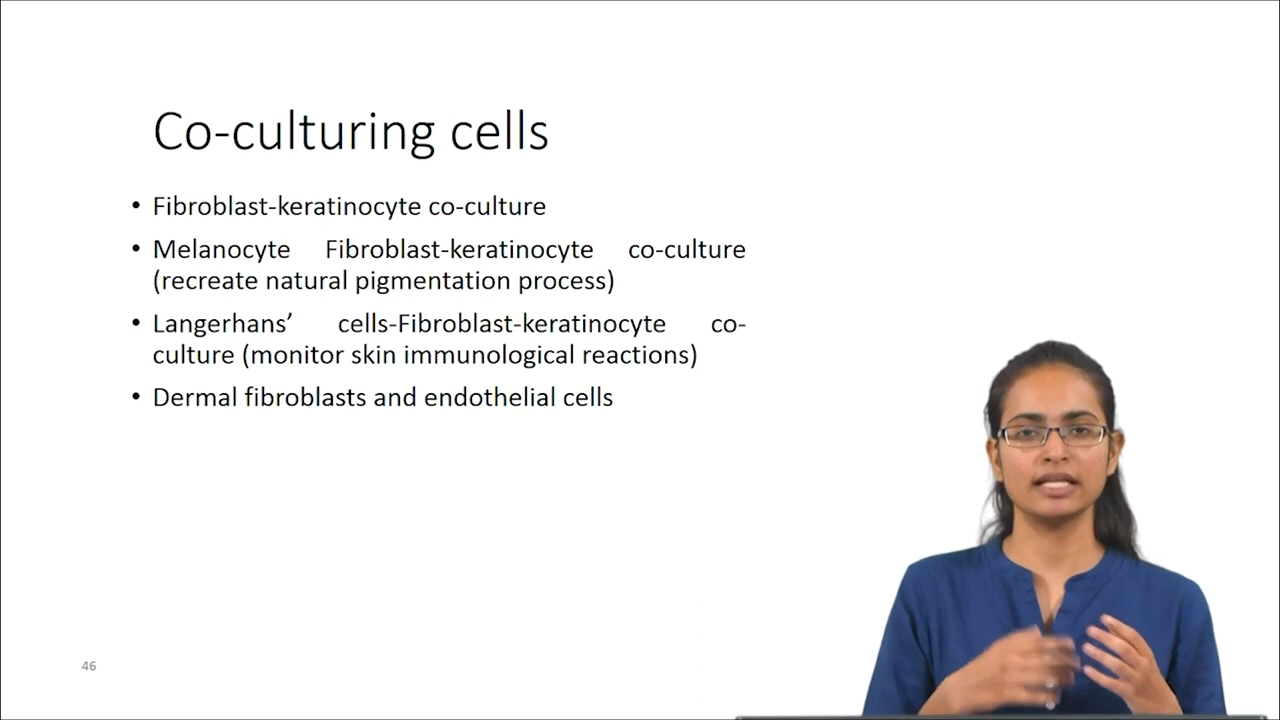 Co-culturing cells
• Fibroblast-keratinocyte co-culture
• Melanocyte Fibroblast-keratinocyte co-culture
(recreate natural pigmentation process)
• Langerhans’ cells-Fibroblast-keratinocyte co-
culture (monitor skin immunological reactions)
• Dermal fibroblasts and endothelial cells
46